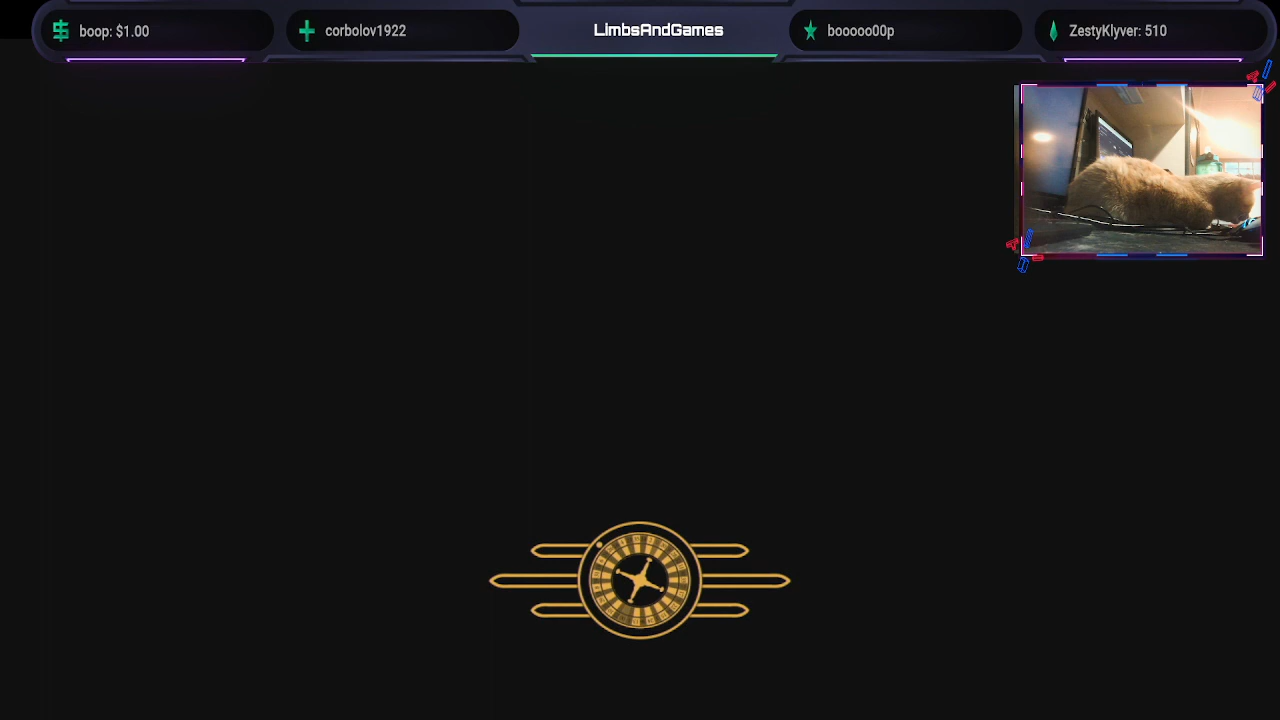 boop: $1.00
corbolov1922
LimbsAndGames
booooo00p
ZestyKlyver: 510